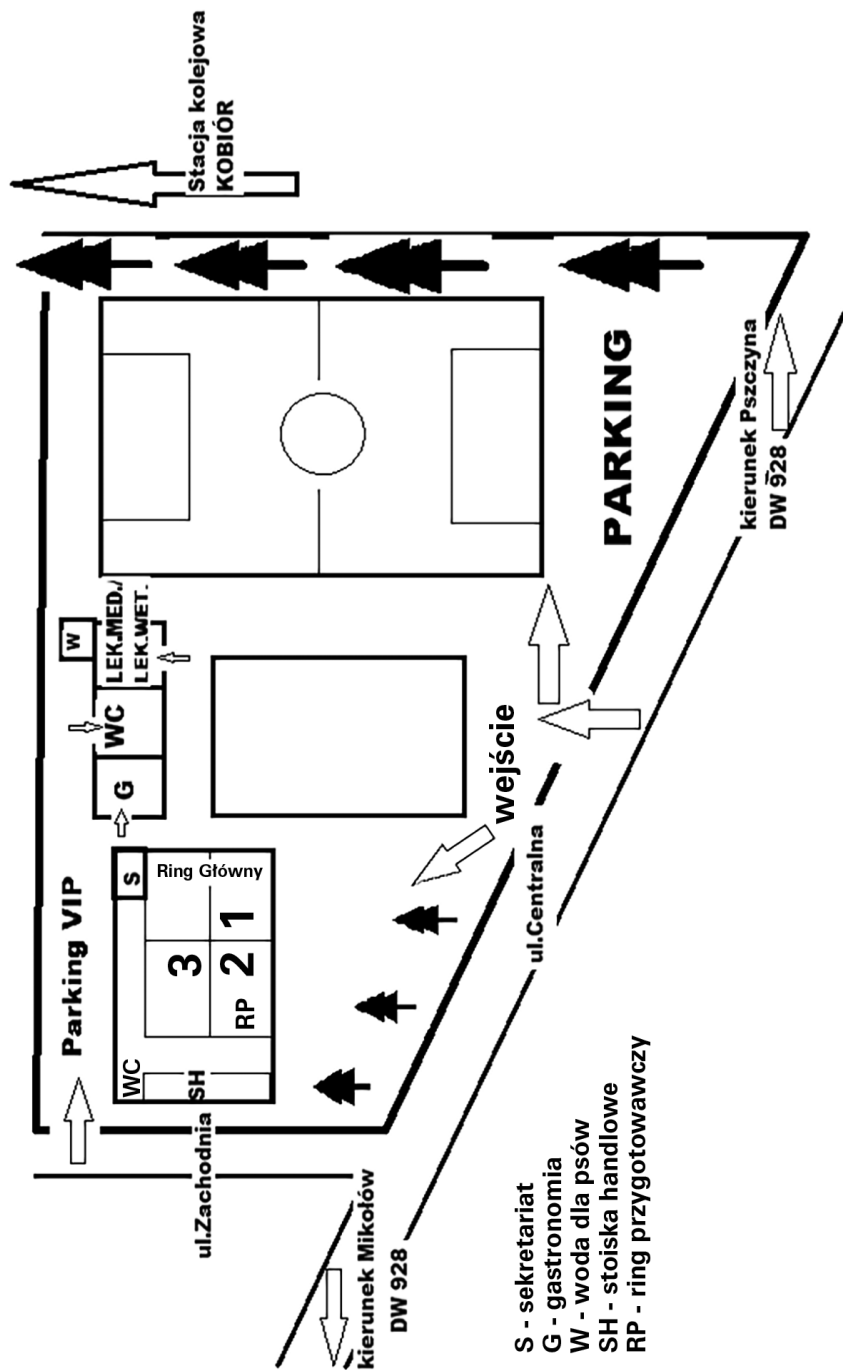 Stacja kolejowa
KOBIÓR
Parking VIP
WC
SH
S
Ring Główny
3
1
RP
2
G
WC
W
LEK.MED./
LEK.WET.
PARKING
wejście
ul.Zachodnia
ul.Centralna
kierunek Mikołów
DW 928
kierunek Pszczyna
DW 928
S - sekretariat
G - gastronomia
W - woda dla psów
SH - stoiska handlowe
RP - ring przygotowawczy